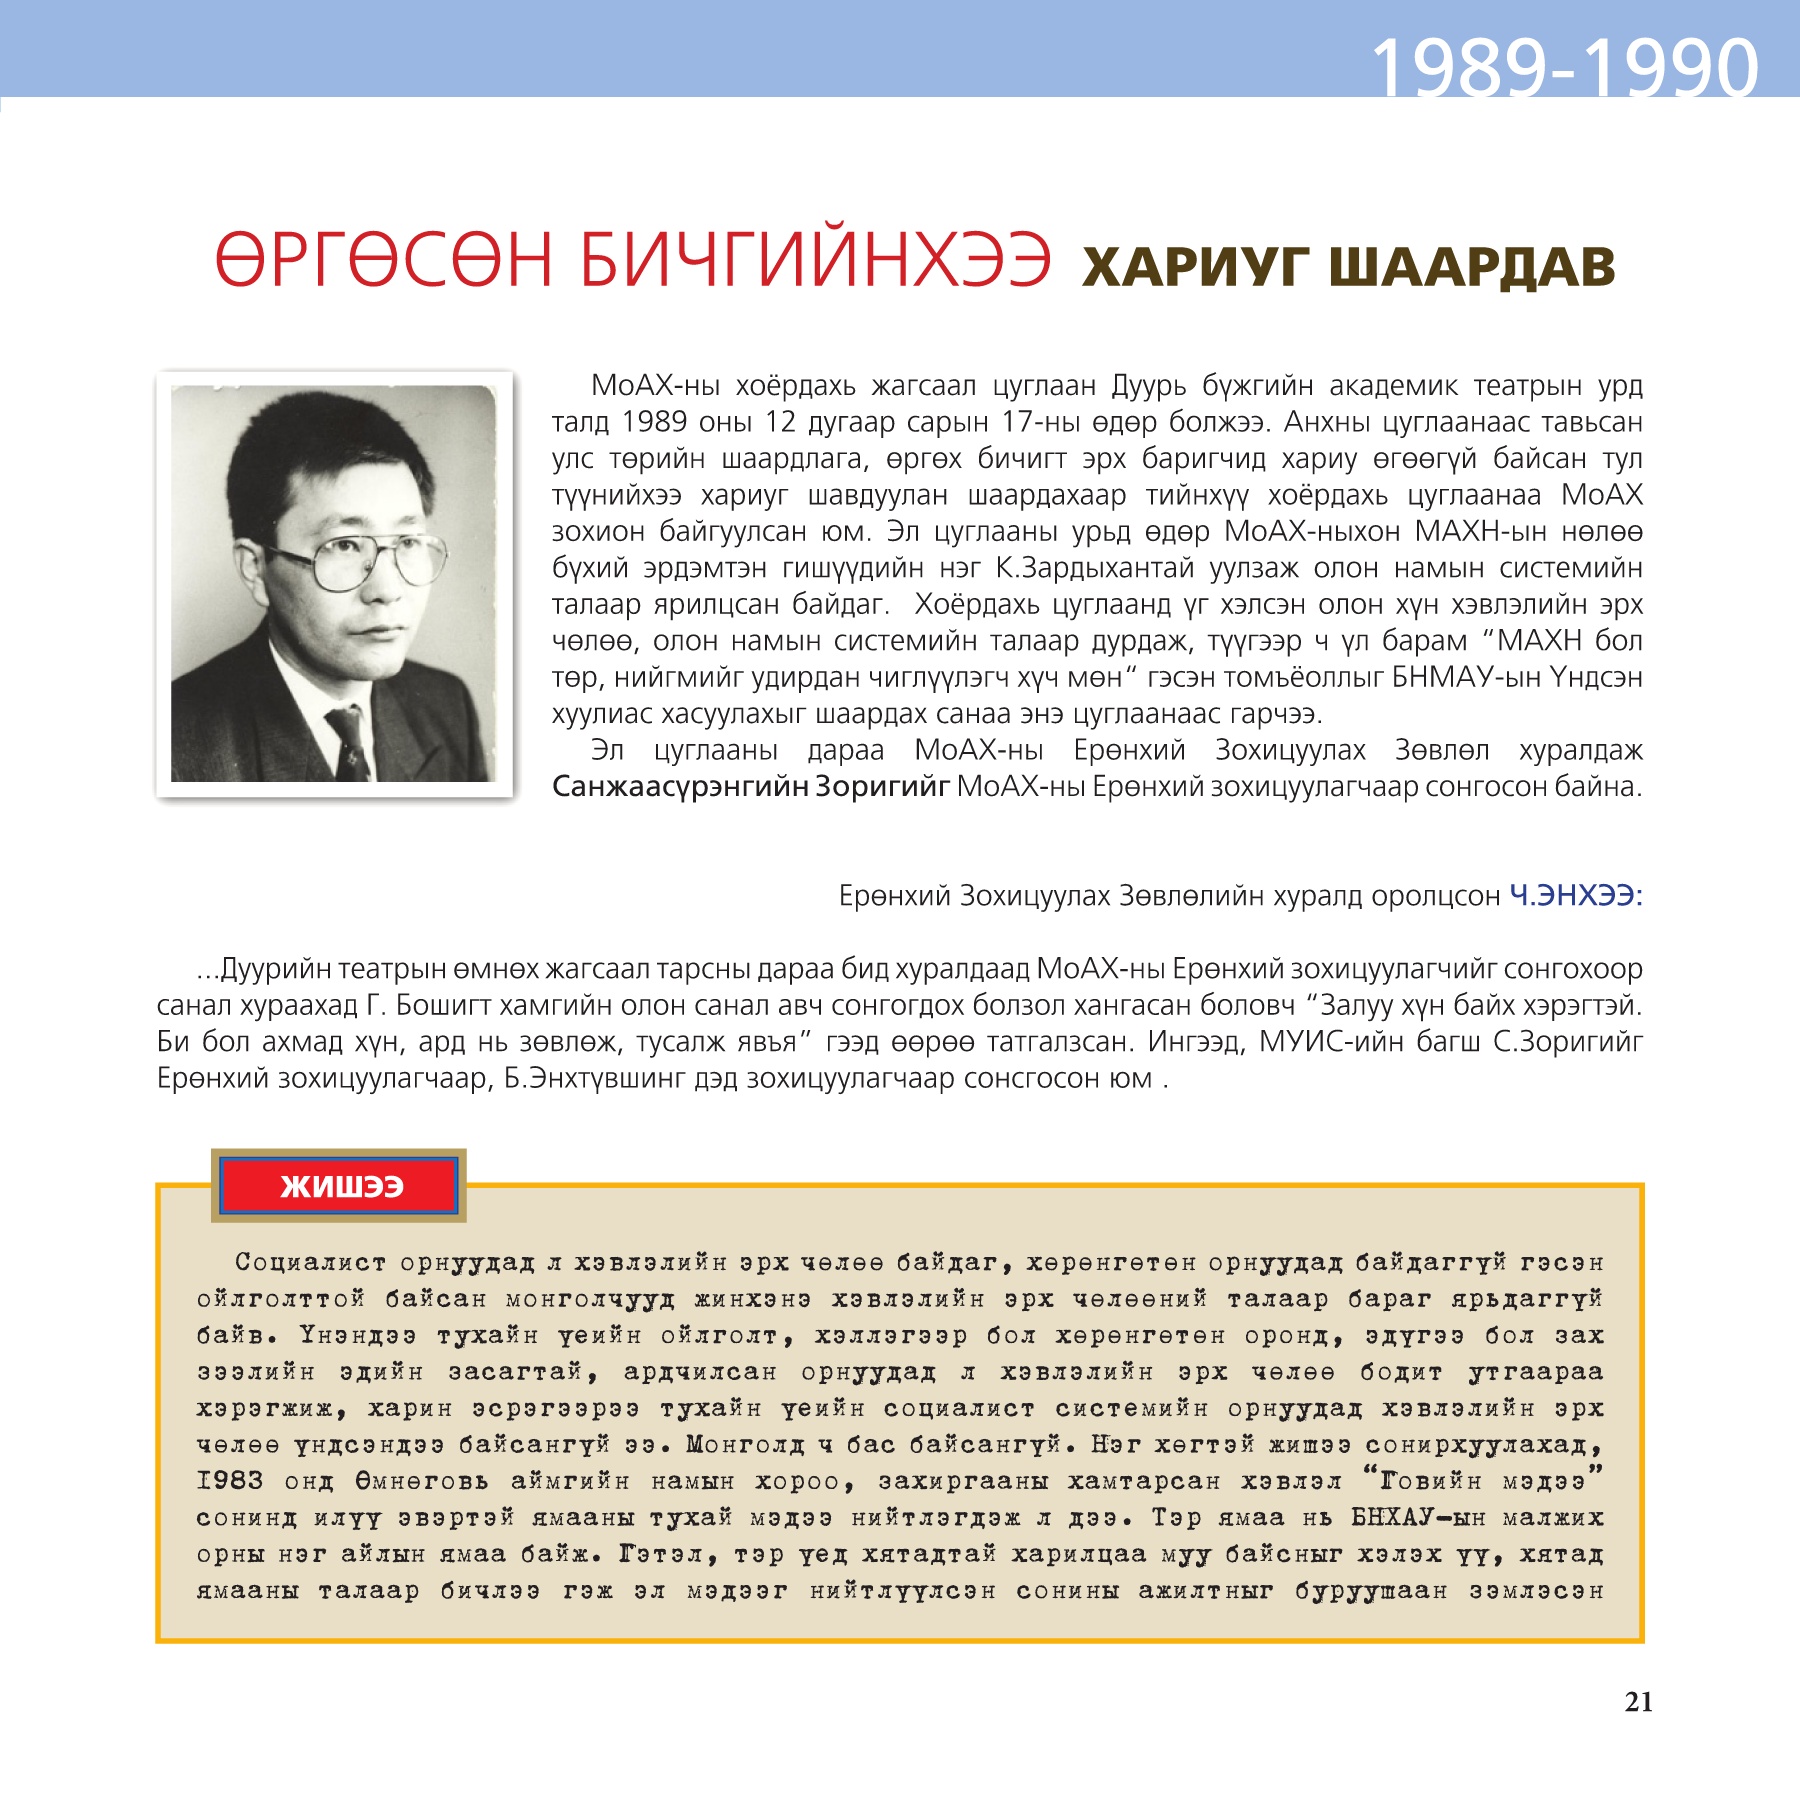 1989-1990
ӨРГӨСӨН БИЧГИЙНХЭЭ ХАРИУГ ШААРДАВ
МоАХ-ны хоёрдахь жагсаал цуглаан Дуурь бүжгийн академик театрын урд
талд 1989 оны 12 дугаар сарын 17-ны өдөр болжээ. Анхны цуглаанаас тавьсан
улс төрийн шаардлага, өргөх бичигт эрх баригчид хариу өгөөгүй байсан тул
түүнийхээ хариуг шавдуулан шаардахаар тийнхүү хоёрдахь цуглаанаа МоАХ
зохион байгуулсан юм. Эл цуглааны урьд өдөр МоАХ-ныхон МАХН-ын нөлөө
бүхий эрдэмтэн гишүүдийн нэг К.Зардыхантай уулзаж олон намын системийн
талаар ярилцсан байдаг.  Хоёрдахь цуглаанд үг хэлсэн олон хүн хэвлэлийн эрх
чөлөө, олон намын системийн талаар дурдаж, түүгээр ч үл барам “МАХН бол
төр, нийгмийг удирдан чиглүүлэгч хүч мөн“ гэсэн томъёоллыг БНМАУ-ын Үндсэн
хуулиас хасуулахыг шаардах санаа энэ цуглаанаас гарчээ.
Эл цуглааны дараа МоАХ-ны Ерөнхий Зохицуулах Зөвлөл хуралдаж
Санжаасүрэнгийн Зоригийг МоАХ-ны Ерөнхий зохицуулагчаар сонгосон байна.
Ерөнхий Зохицуулах Зөвлөлийн хуралд оролцсон Ч.ЭНХЭЭ:
...Дуурийн театрын өмнөх жагсаал тарсны дараа бид хуралдаад МоАХ-ны Ерөнхий зохицуулагчийг сонгохоор
санал хураахад Г. Бошигт хамгийн олон санал авч сонгогдох болзол хангасан боловч “Залуу хүн байх хэрэгтэй.
Би бол ахмад хүн, ард нь зөвлөж, тусалж явъя” гээд өөрөө татгалзсан. Ингээд, МУИС-ийн багш С.Зоригийг
Ерөнхий зохицуулагчаар, Б.Энхтүвшинг дэд зохицуулагчаар сонсгосон юм .
ЖИШЭЭ
Социалист орнуудад л хэвлэлийн эрх чөлөө байдаг, хөрөнгөтөн орнуудад байдаггүй гэсэн
ойлголттой байсан монголчууд жинхэнэ хэвлэлийн эрх чөлөөний талаар бараг ярьдаггүй
байв. Үнэндээ тухайн үеийн ойлголт, хэллэгээр бол хөрөнгөтөн оронд, эдүгээ бол зах
зээлийн эдийн засагтай, ардчилсан орнуудад л хэвлэлийн эрх чөлөө бодит утгаараа
хэрэгжиж, харин эсрэгээрээ тухайн үеийн социалист системийн орнуудад хэвлэлийн эрх
чөлөө үндсэндээ байсангүй ээ. Монголд ч бас байсангүй. Нэг хөгтэй жишээ сонирхуулахад,
1983 онд Өмнөговь аймгийн намын хороо, захиргааны хамтарсан хэвлэл “Говийн мэдээ”
сонинд илүү эвэртэй ямааны тухай мэдээ нийтлэгдэж л дээ. Тэр ямаа нь БНХАУ-ын малжих
орны нэг айлын ямаа байж. Гэтэл, тэр үед хятадтай харилцаа муу байсныг хэлэх үү, хятад
ямааны талаар бичлээ гэж эл мэдээг нийтлүүлсэн сонины ажилтныг буруушаан зэмлэсэн
21